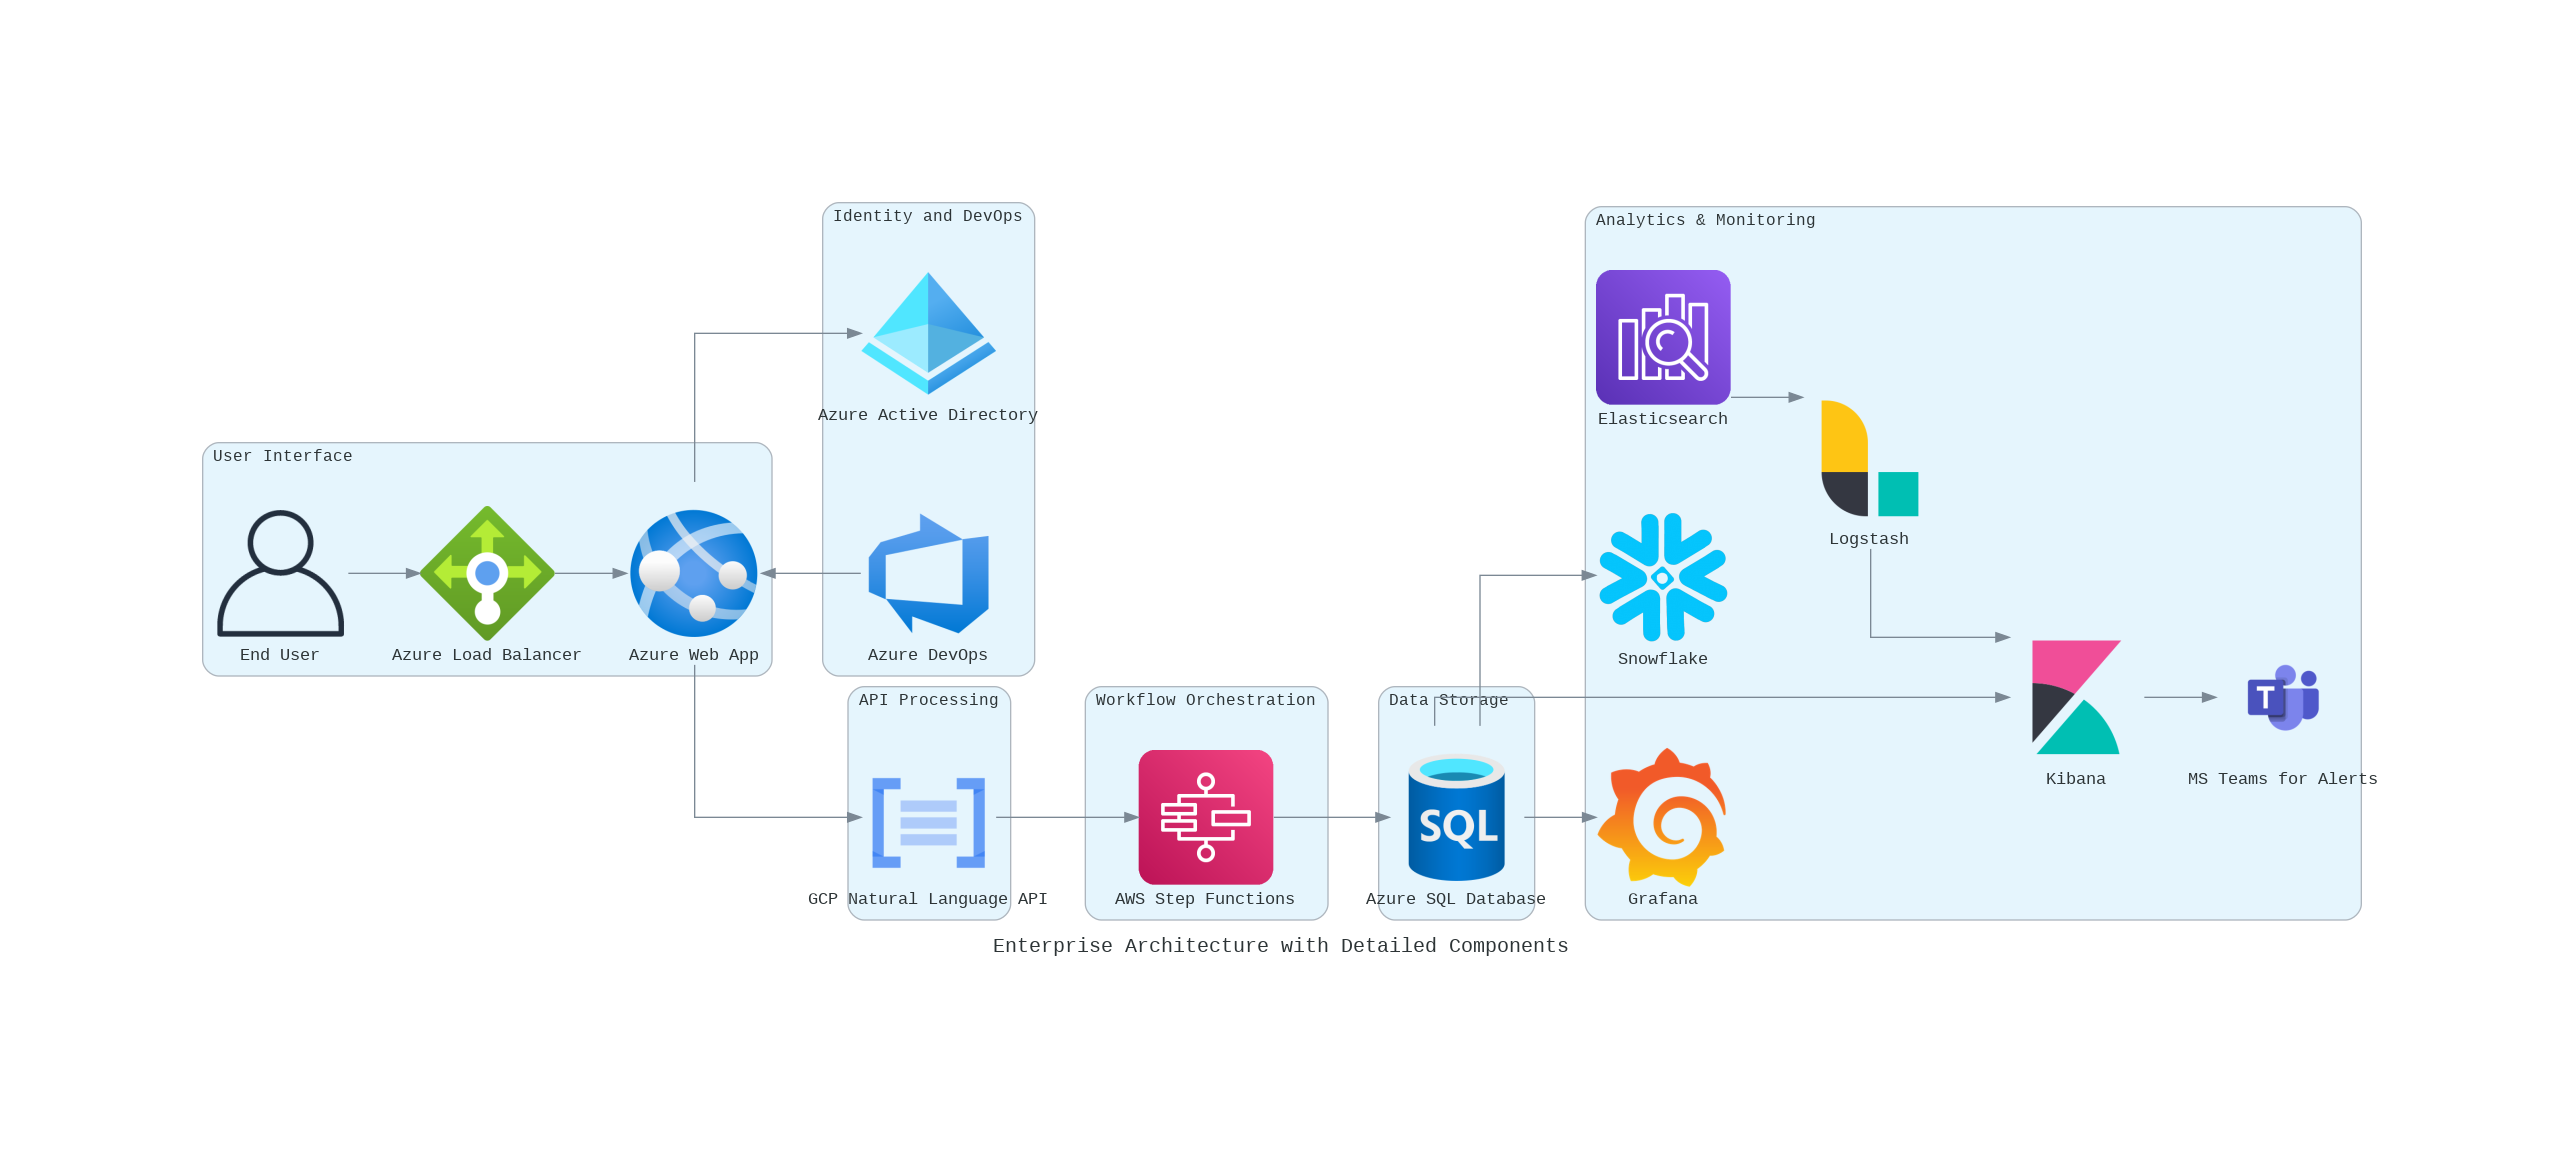 Identity and DevOps
Analytics & Monitoring
Azure Active Directory
Elasticsearch
User Interface
Logstash
End User
Azure Load Balancer
Azure Web App
Azure DevOps
Snowflake
API Processing
Workflow Orchestration
Data Storage
T
Kibana
MS Teams for Alerts
SQL
GCP Natural Language API
AWS Step Functions
Azure SQL Database
Grafana
Enterprise Architecture with Detailed Components